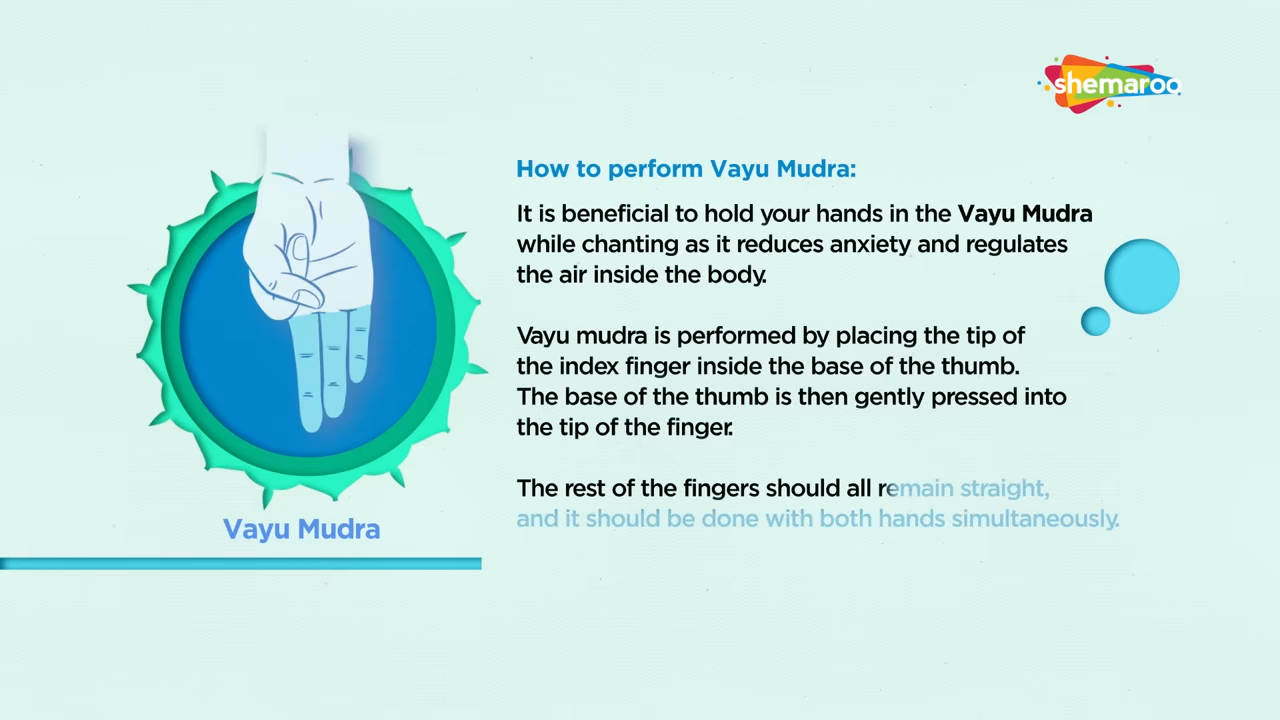 shemaroo
How to perform Vayu Mudra:
It is beneficial to hold your hands in the Vayu Mudra
while chanting as it reduces anxiety and regulates
the air inside the body.
Vayu mudra is performed by placing the tip of
the index finger inside the base of the thumb.
The base of the thumb is then gently pressed into
the tip of the finger.
The rest of the fingers should all remain straight,
and it should be done with both hands simultaneously.
Vayu Mudra